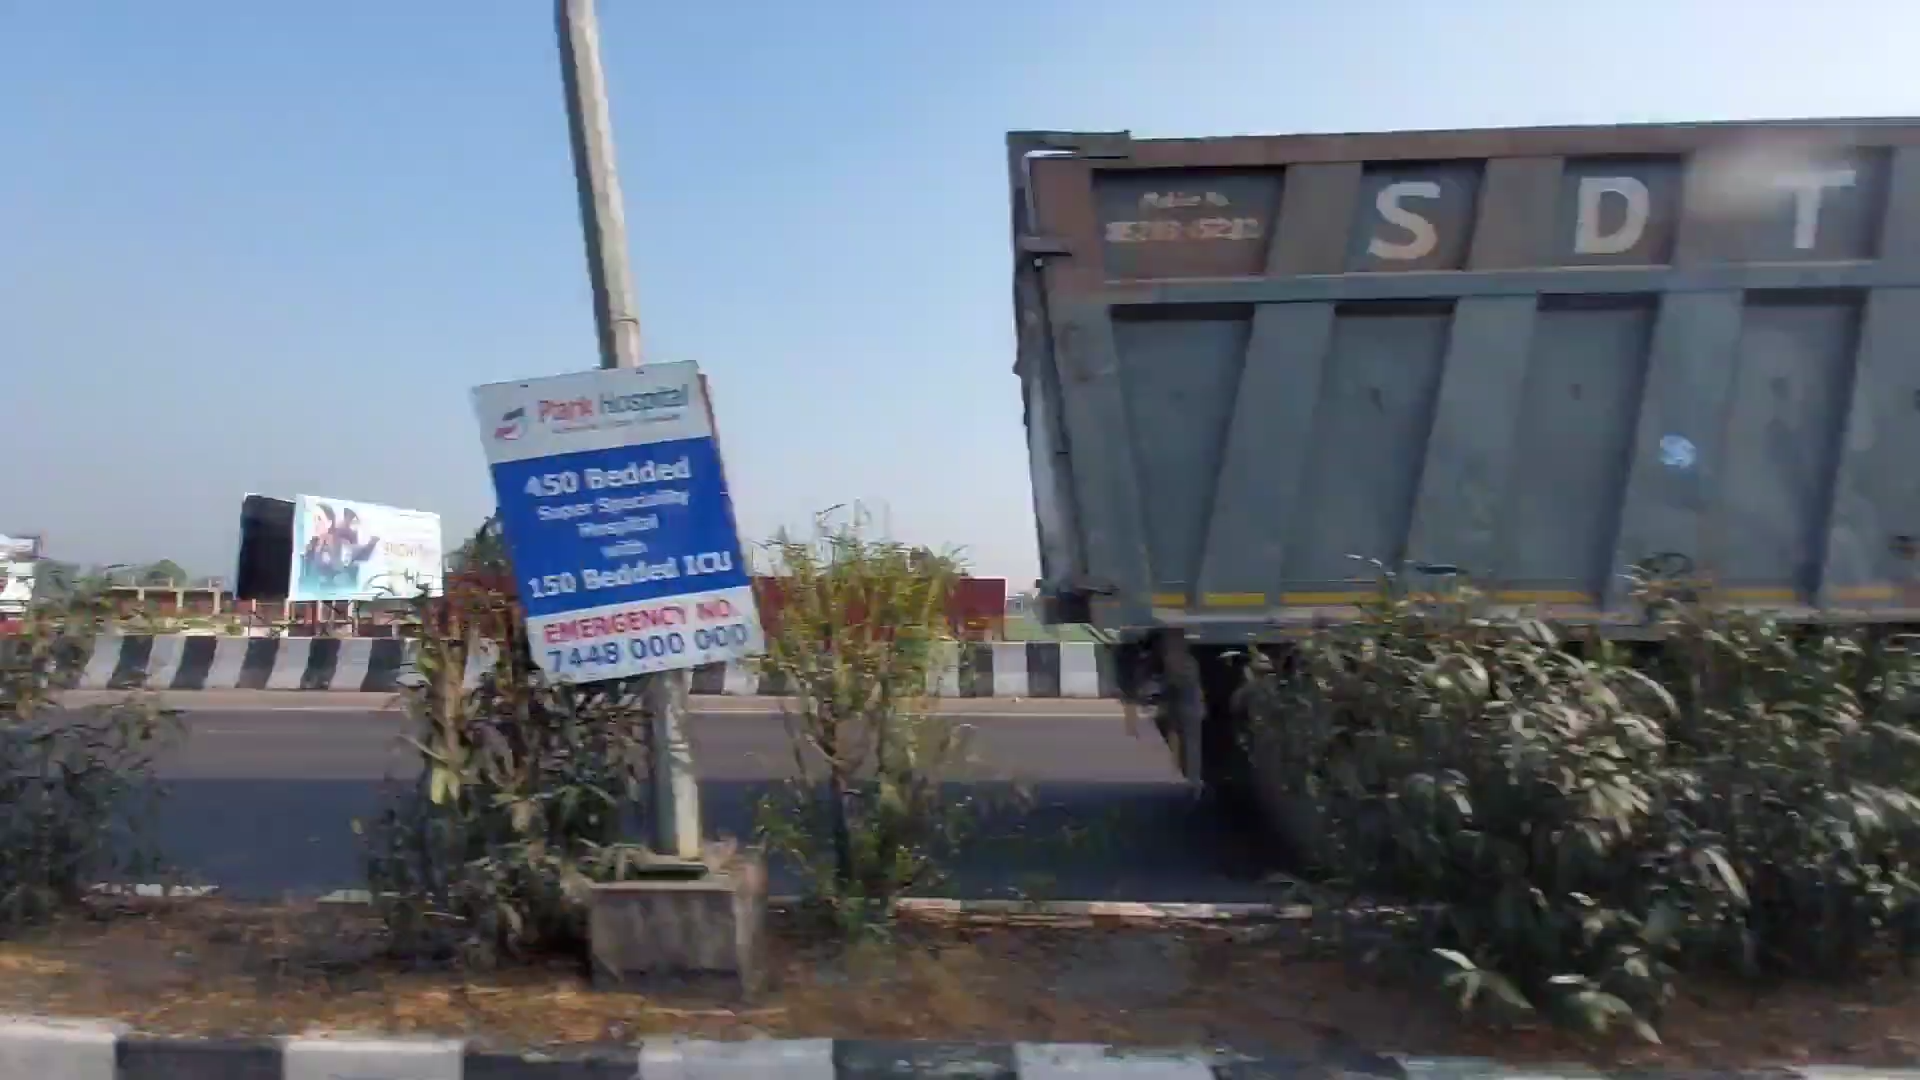 Park Hospital
450 Bedded
Super Speciality
Hospital
with
150 Bedded ICU
EMERGENCY NO.
7448 000 000
S D T